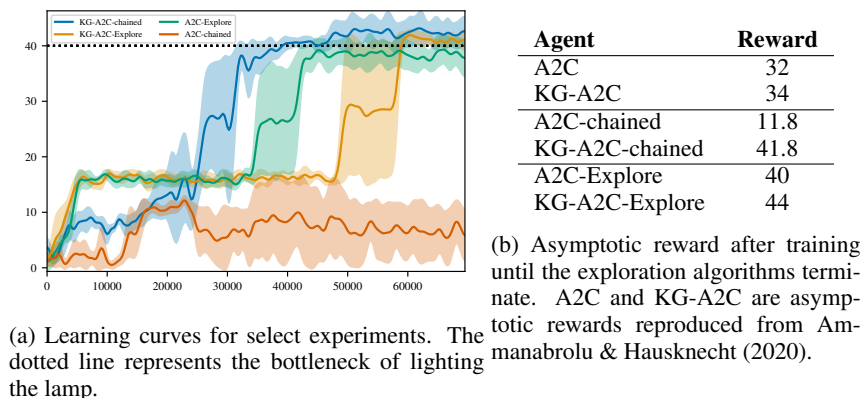 KG-A2C-chained
KG-A2C-Explore
A2C-Explore
A2C-chained
40
30
20
10
0
0
10000
20000
30000
40000
50000
60000
(a) Learning curves for select experiments. The
dotted line represents the bottleneck of lighting
the lamp.
Agent Reward
A2C 32
KG-A2C 34
A2C-chained 11.8
KG-A2C-chained 41.8
A2C-Explore 40
KG-A2C-Explore 44
(b) Asymptotic reward after training
until the exploration algorithms termi-
nate. A2C and KG-A2C are asymp-
totic rewards reproduced from Am-
manabrolu & Hausknecht (2020).